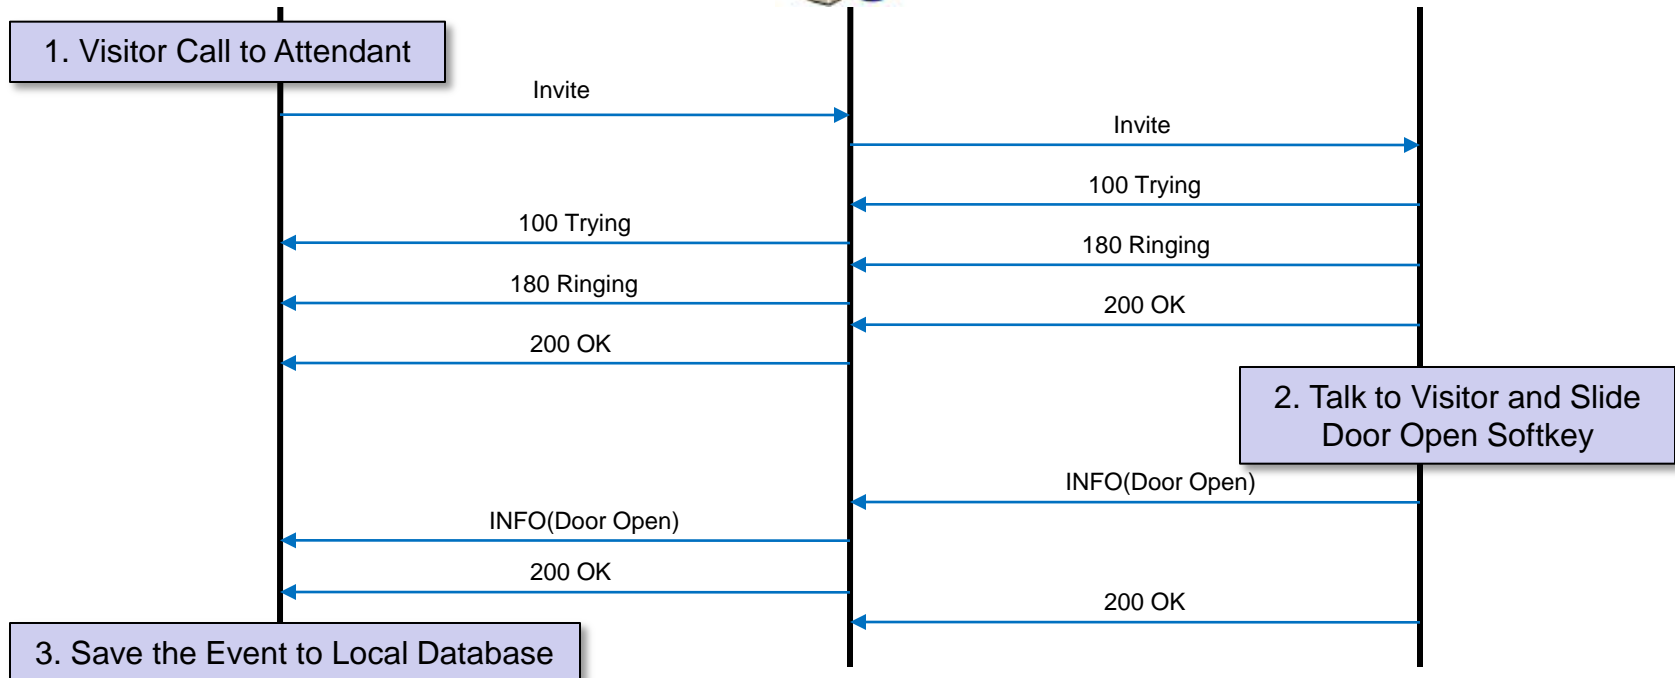 1. Visitor Call to Attendant
Invite
Invite
100 Trying
100 Trying
180 Ringing
180 Ringing
200 OK
200 OK
2. Talk to Visitor and Slide
Door Open Softkey
INFO(Door Open)
INFO(Door Open)
200 OK
200 OK
3. Save the Event to Local Database